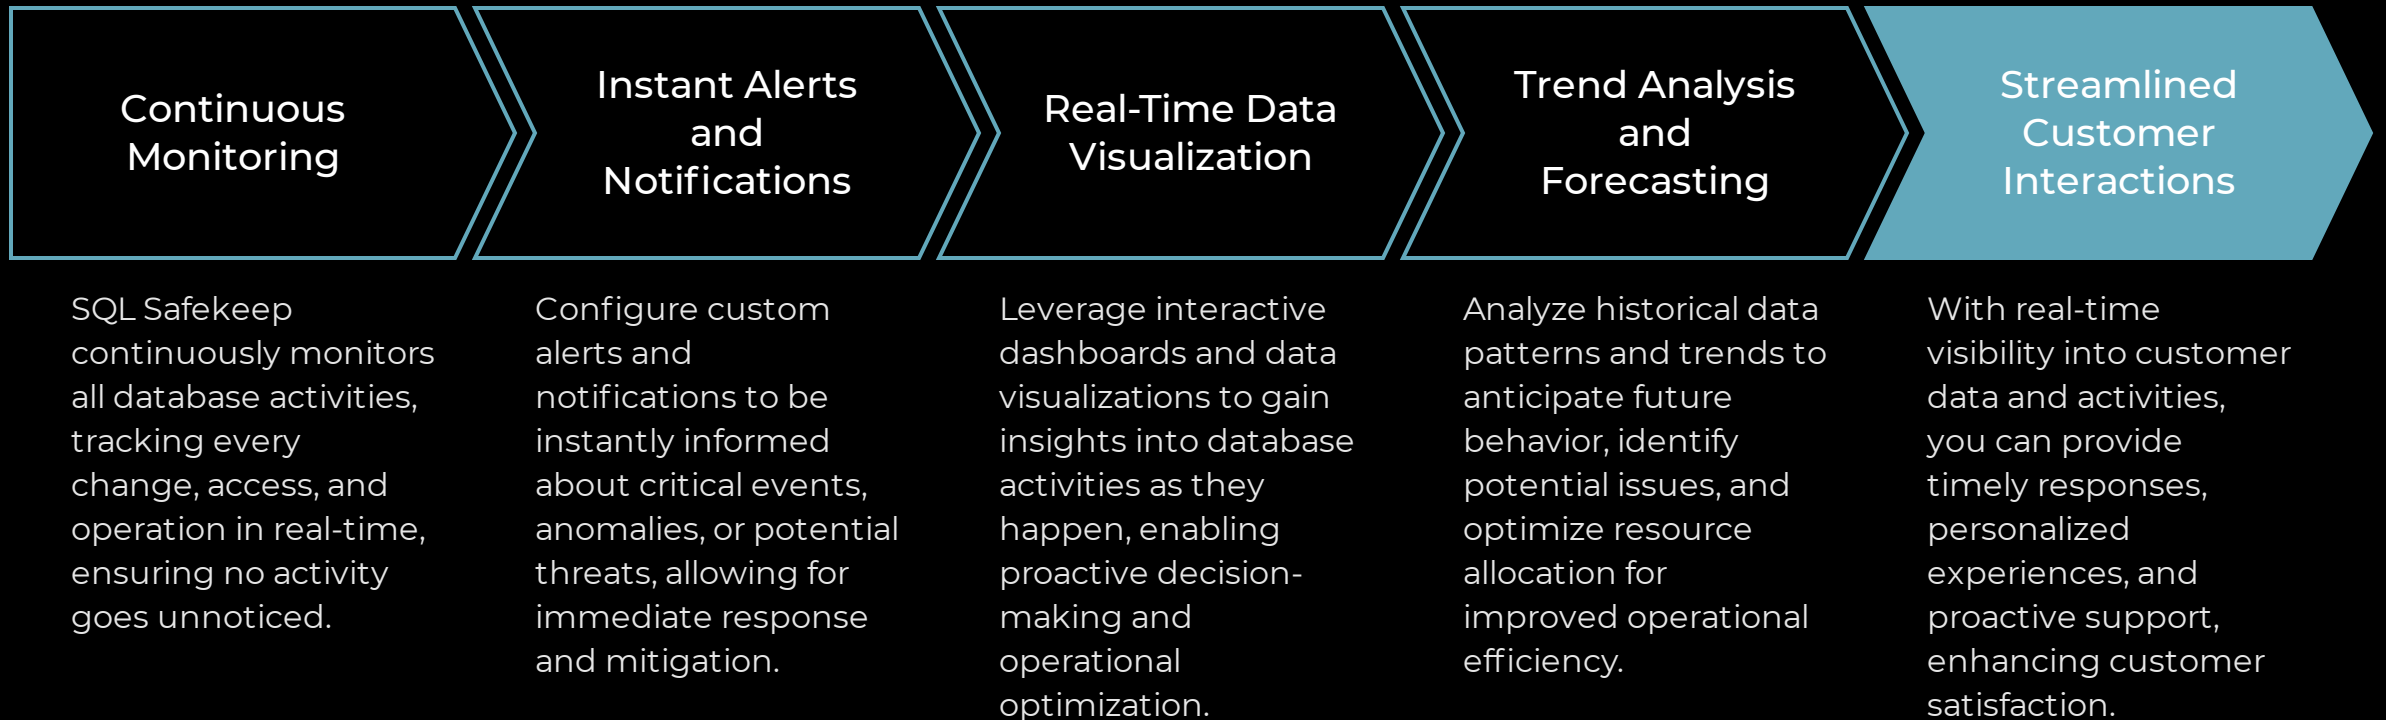 Continuous
Monitoring
Instant Alerts
and
Notifications
Real-Time Data
Visualization
Trend Analysis
and
Forecasting
Streamlined
Customer
Interactions
SQL Safekeep
continuously monitors
all database activities,
tracking every
change, access, and
operation in real-time,
ensuring no activity
goes unnoticed.
Configure custom
alerts and
notifications to be
instantly informed
about critical events,
anomalies, or potential
threats, allowing for
immediate response
and mitigation.
Leverage interactive
dashboards and data
visualizations to gain
insights into database
activities as they
happen, enabling
proactive decision-
making and
operational
optimization.
Analyze historical data
patterns and trends to
anticipate future
behavior, identify
potential issues, and
optimize resource
allocation for
improved operational
efficiency.
With real-time
visibility into customer
data and activities,
you can provide
timely responses,
personalized
experiences, and
proactive support,
enhancing customer
satisfaction.